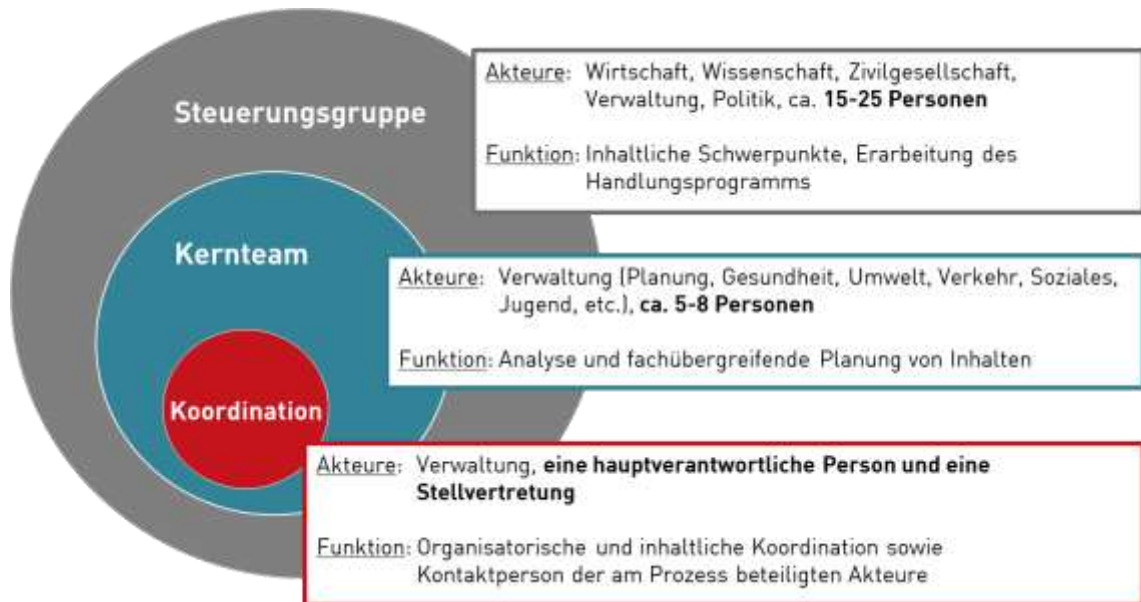 Steuerungsgruppe
Akteure: Wirtschaft, Wissenschaft, Zivilgesellschaft,
Verwaltung, Politik, ca. 15-25 Personen
Funktion: Inhaltliche Schwerpunkte, Erarbeitung des
Handlungsprogramms
Kernteam
Akteure: Verwaltung (Planung, Gesundheit, Umwelt, Verkehr, Soziales,
Jugend, etc.), ca. 5-8 Personen
Funktion: Analyse und fachübergreifende Planung von Inhalten
Koordination
Akteure: Verwaltung, eine hauptverantwortliche Person und eine
Stellvertretung
Funktion: Organisatorische und inhaltliche Koordination sowie
Kontaktperson der am Prozess beteiligten Akteure